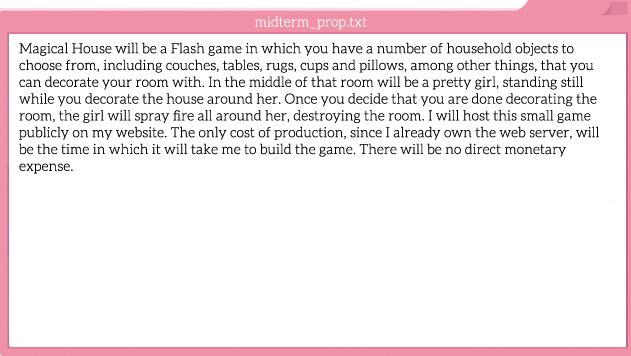 midterm_prop.txt
Magical House will be a Flash game in which you have a number of household objects to
choose from, including couches, tables, rugs, cups and pillows, among other things, that you
can decorate your room with. In the middle of that room will be a pretty girl, standing still
while you decorate the house around her. Once you decide that you are done decorating the
room, the girl will spray fire all around her, destroying the room. I will host this small game
publicly on my website. The only cost of production, since I already own the web server, will
be the time in which it will take me to build the game. There will be no direct monetary
expense.